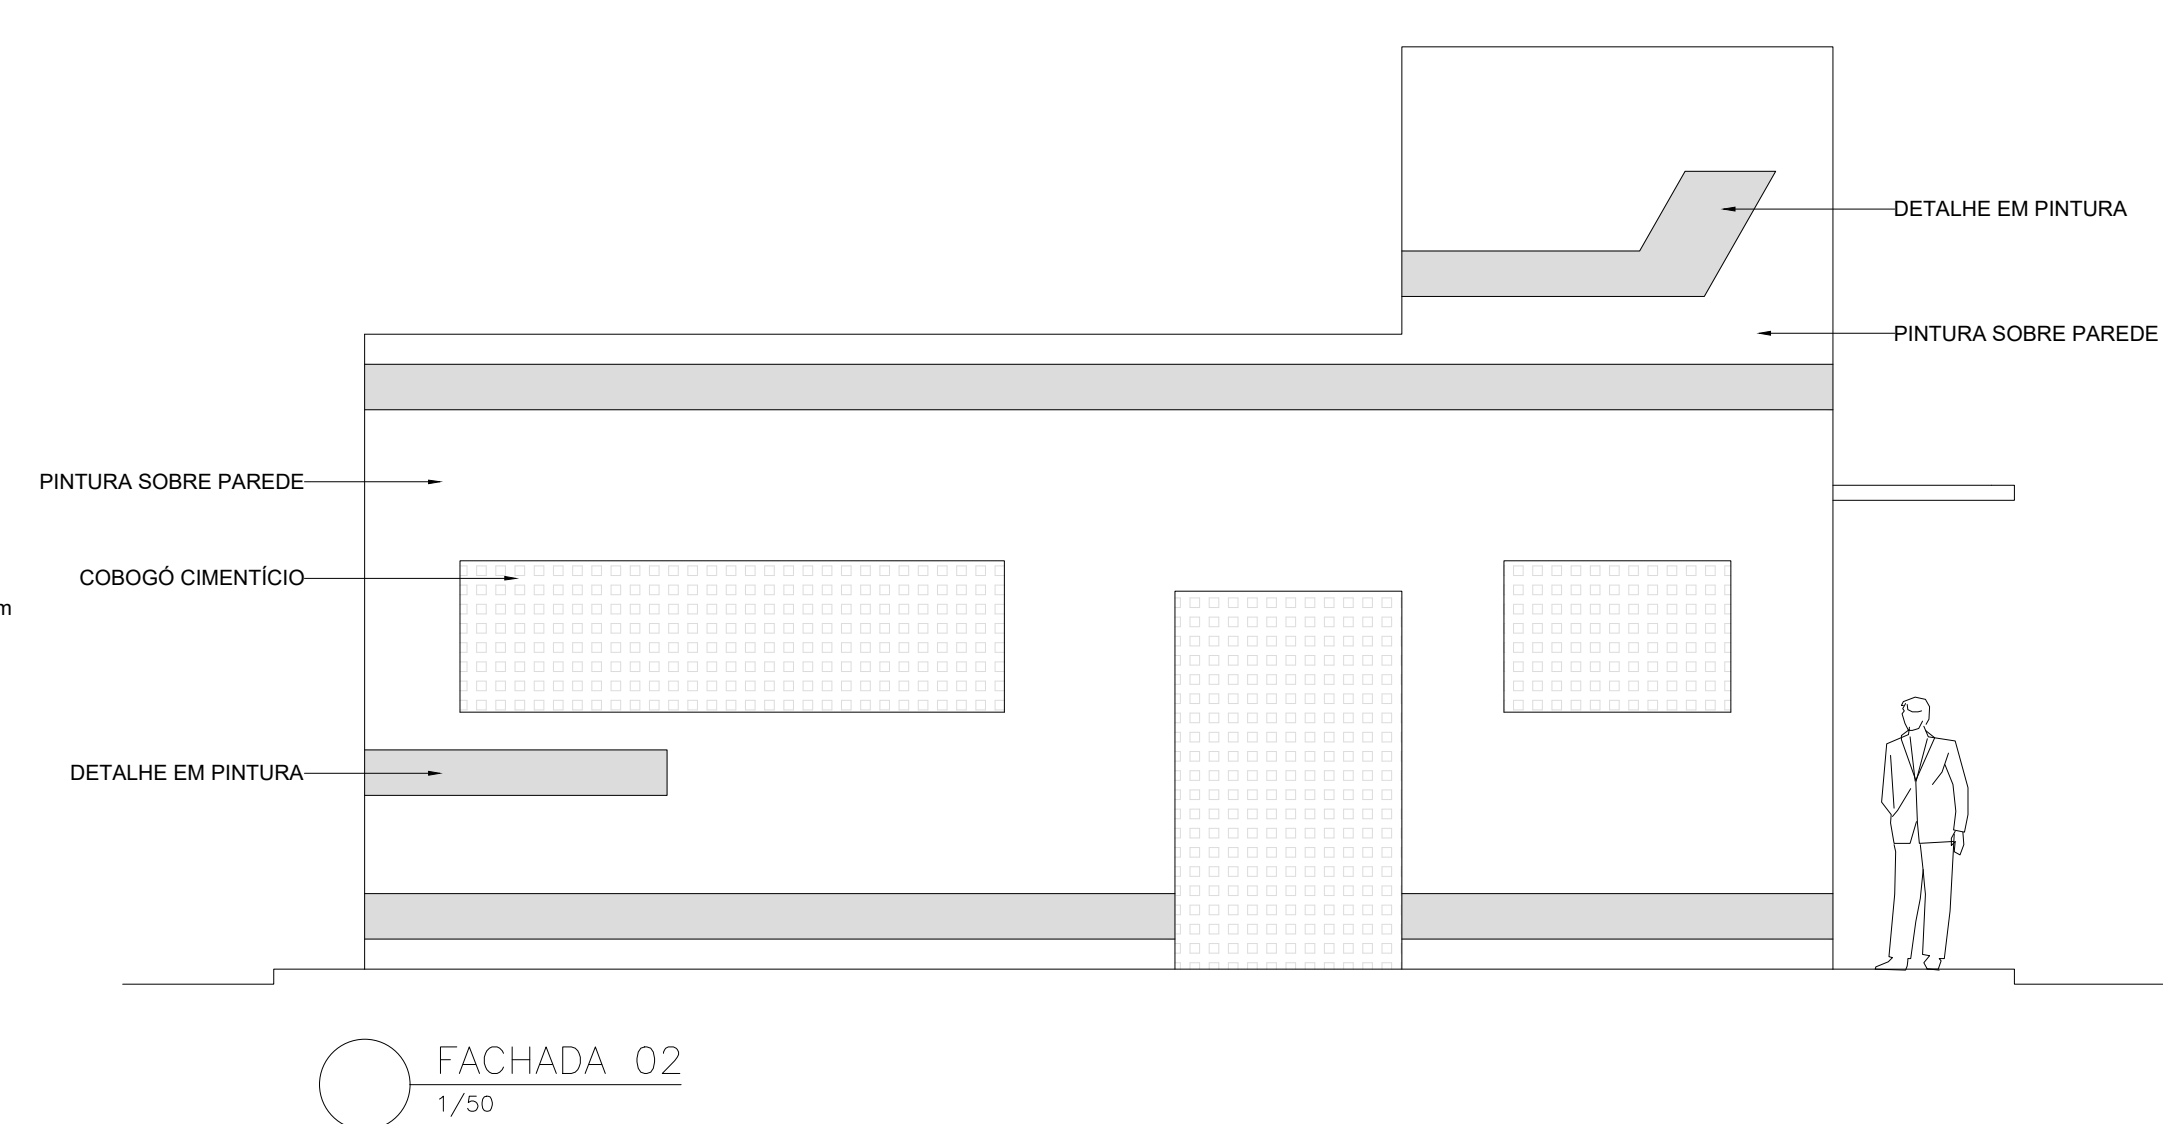 DETALHE EM PINTURA
PINTURA SOBRE PAREDE
PINTURA SOBRE PAREDE
COBOGÓ CIMENTÍCIO
m
DETALHE EM PINTURA
FACHADA 02
1/50